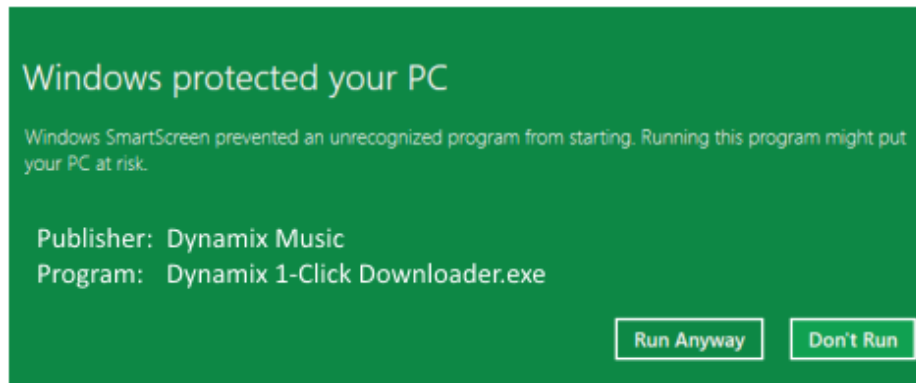 Windows protected your PC
Windows SmartScreen prevented an unrecognized program from starting. Running this program might put
your PC at risk.
Publisher: Dynamix Music
Program: Dynamix 1-Click Downloader.exe
Run Anyway Don't Run